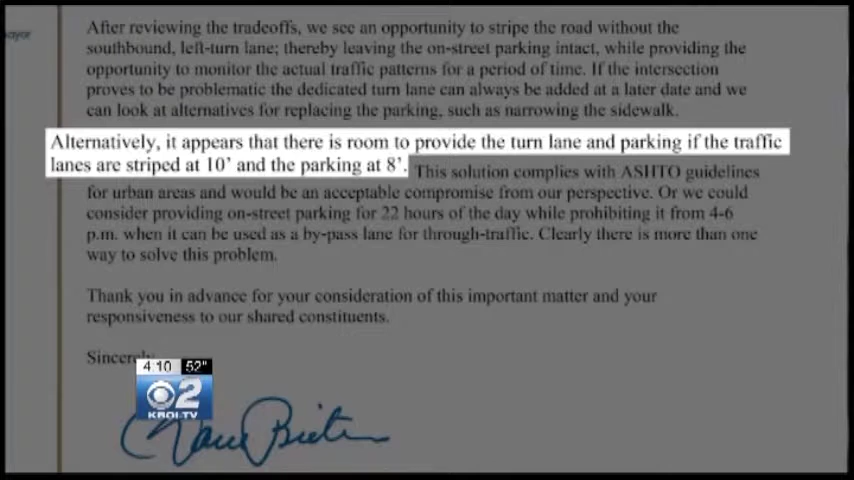 ayor
After reviewing the tradeoffs, we see an opportunity to stripe the road without the
southbound, left-turn lane; thereby leaving the on-street parking intact, while providing the
opportunity to monitor the actual traffic patterns for a period of time. If the intersection
proves to be problematic the dedicated turn lane can always be added at a later date and we
can look at alternatives for replacing the parking, such as narrowing the sidewalk.
Alternatively, it appears that there is room to provide the turn lane and parking if the traffic
lanes are striped at 10’ and the parking at 8’. This solution complies with ASHTO guidelines
for urban areas and would be an acceptable compromise from our perspective. Or we could
consider providing on-street parking for 22 hours of the day while prohibiting it from 4-6
p.m. when it can be used as a by-pass lane for through-traffic. Clearly there is more than one
way to solve this problem.
Thank you in advance for your consideration of this important matter and your
responsiveness to our shared constituents.
Sincerely
4:10 52°
2
KBOI-TV